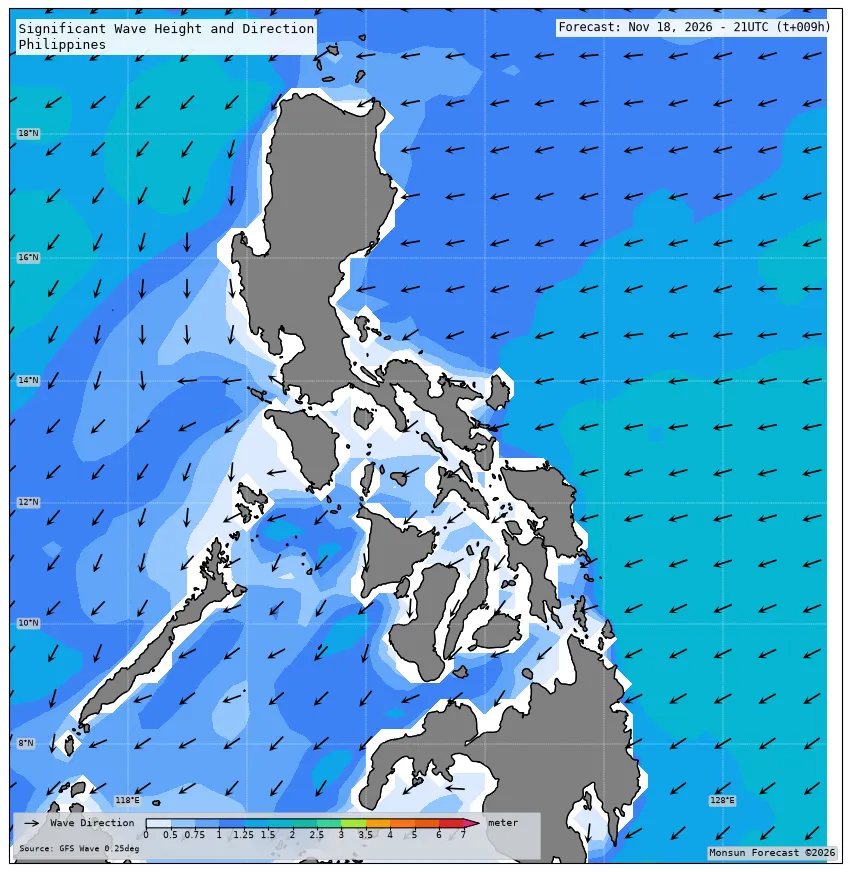 Significant Wave Height and Direction
Philippines
Forecast: Nov 18, 2026 - 21UTC (t+009h)
18°N
16°N
14°N
12°N
10°N
8°N
118°E
128°E
Wave Direction
0 0.5 0.75 1 1.25 1.5 2 2.5 3 3.5 4 5 6 7
meter
Source: GFS Wave 0.25deg
Monsun Forecast ©2026